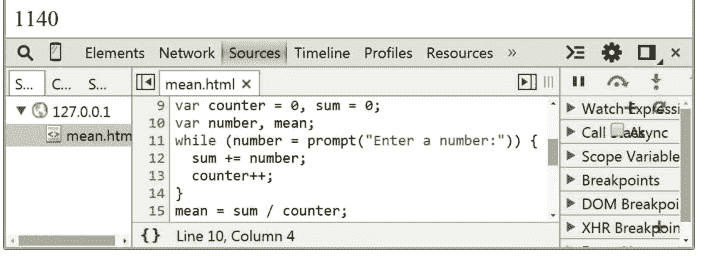 1140
Elements Network Sources Timeline Profiles Resources »
S... C... S...
mean.html ×
127.0.0.1
mean.htm
9 var counter = 0, sum = 0;
10 var number, mean;
11 while (number = prompt("Enter a number:")) {
12 sum += number;
13 counter++;
14 }
15 mean = sum / counter;
{} Line 10, Column 4
Watch Expressi
Call Async
Scope Variable
Breakpoints
DOM Breakpoi
XHR Breakpoin